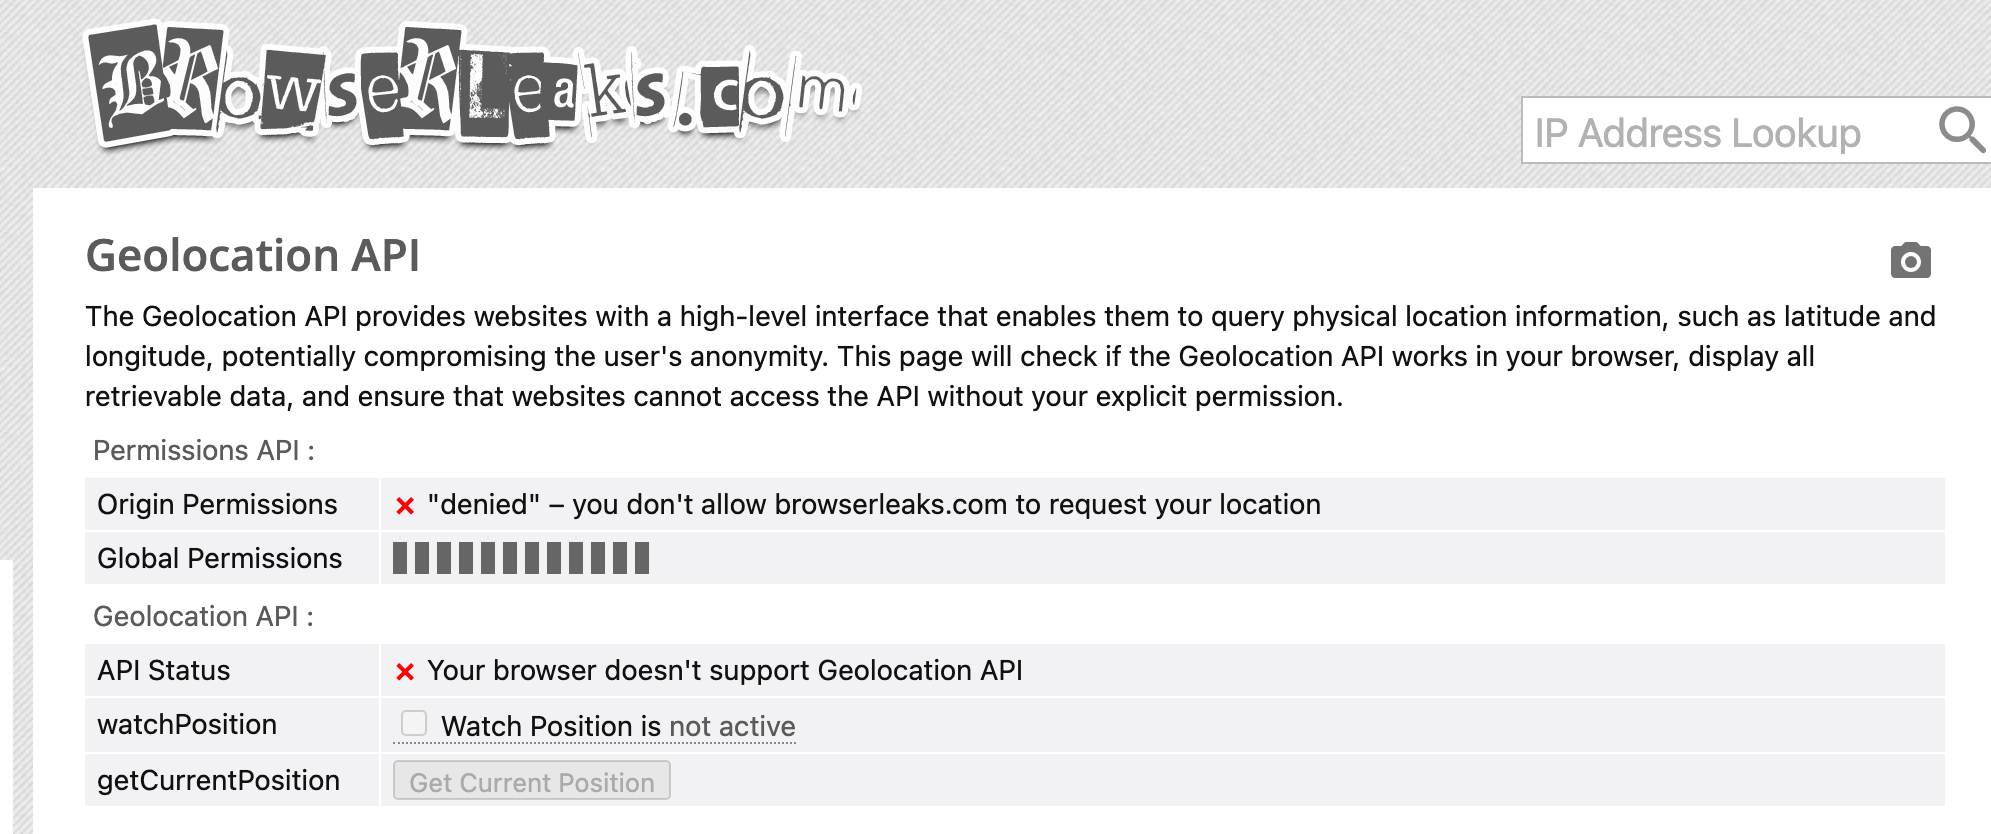 BRowseRLeaks.com
IP Address Lookup
Geolocation API
The Geolocation API provides websites with a high-level interface that enables them to query physical location information, such as latitude and
longitude, potentially compromising the user's anonymity. This page will check if the Geolocation API works in your browser, display all
retrievable data, and ensure that websites cannot access the API without your explicit permission.
Permissions API :
Origin Permissions × "denied" – you don't allow browserleaks.com to request your location
Global Permissions
Geolocation API :
API Status × Your browser doesn't support Geolocation API
watchPosition Watch Position is not active
getCurrentPosition Get Current Position